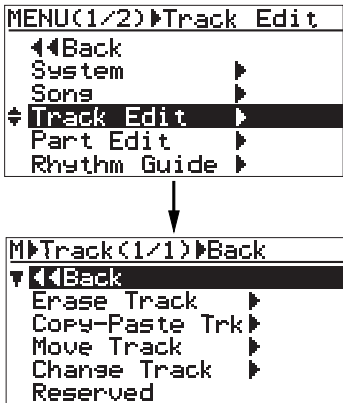 MENU(1/2)▶Track Edit
◀◀Back
System ▶
Song ▶
Track Edit ▶
Part Edit ▶
Rhythm Guide ▶
M▶Track(1/1)▶Back
◀◀Back
Erase Track ▶
Copy-Paste Trk▶
Move Track ▶
Change Track ▶
Reserved